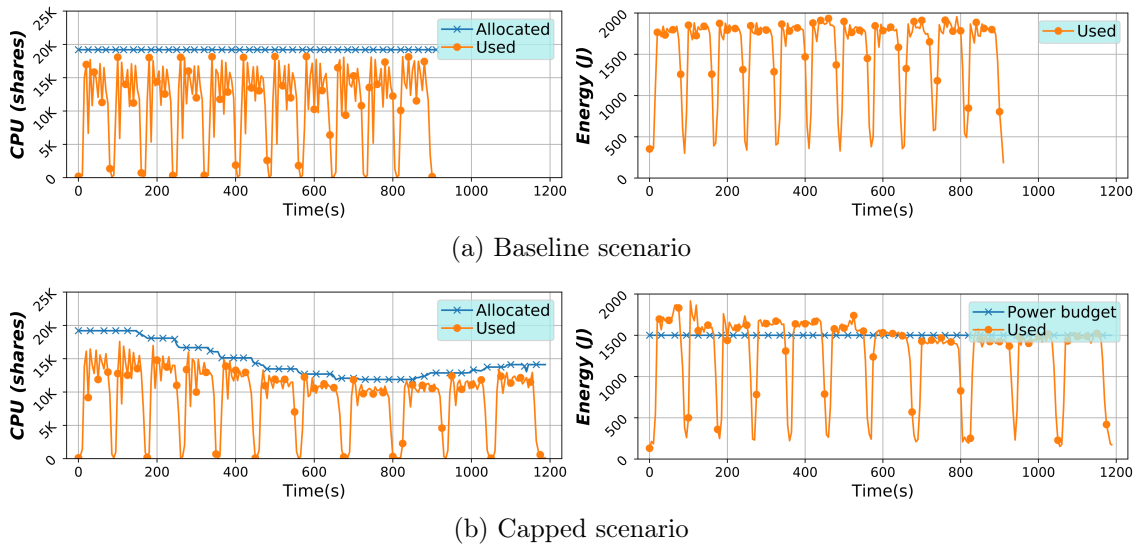 25K
20K
15K
10K
5K
0
CPU (shares)
Allocated
Used
0 200 400 600 800 1000 1200
Time(s)
2000
1500
1000
500
0
Energy (J)
Used
0 200 400 600 800 1000 1200
Time(s)
(a) Baseline scenario
25K
20K
15K
10K
5K
0
CPU (shares)
Allocated
Used
0 200 400 600 800 1000 1200
Time(s)
2000
1500
1000
500
0
Energy (J)
Power budget
Used
0 200 400 600 800 1000 1200
Time(s)
(b) Capped scenario